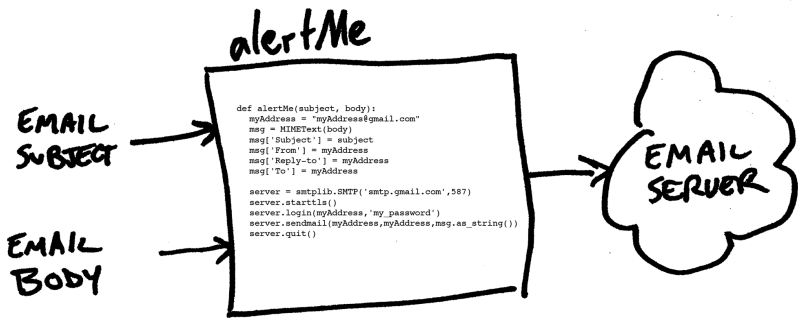 alertMe
EMAIL
SUBJECT
def alertMe(subject, body):
  myAddress = "myAddress@gmail.com"
  msg = MIMEText(body)
  msg['Subject'] = subject
  msg['From'] = myAddress
  msg['Reply-to'] = myAddress
  msg['To'] = myAddress

  server = smtplib.SMTP('smtp.gmail.com',587)
  server.starttls()
  server.login(myAddress,'my_password')
  server.sendmail(myAddress,myAddress,msg.as_string())
  server.quit()
EMAIL
BODY
EMAIL
SERVER